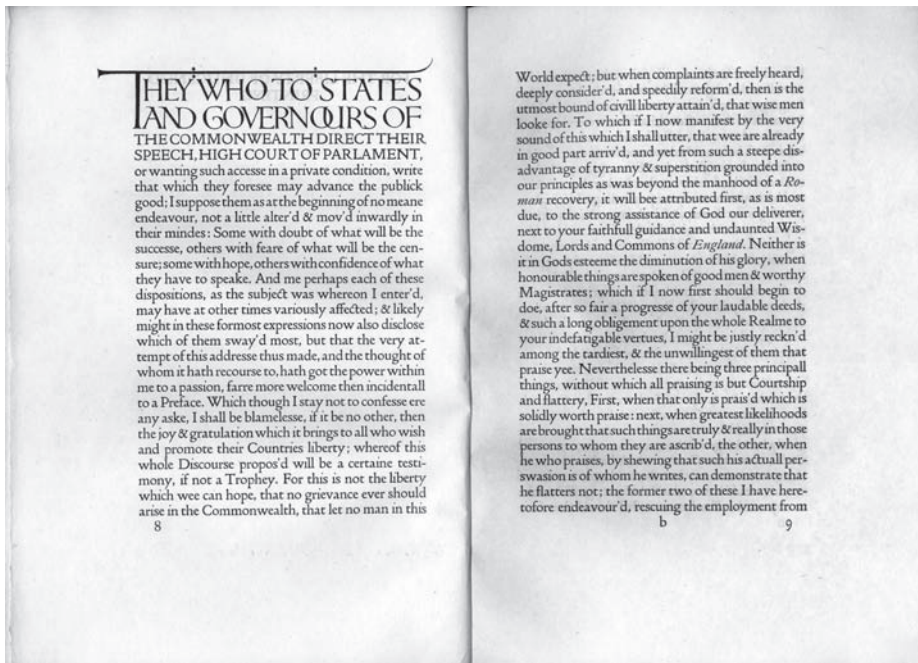 THEY WHO TO STATES
AND GOVERNOURS OF
THE COMMONWEALTH DIRECT THEIR
SPEECH, HIGH COURT OF PARLAMENT,
or wanting such accesse in a private condition, write
that which they foresee may advance the publick
good; I suppose them as at the beginning of no meane
endeavour, not a little alter'd & mov'd inwardly in
their mindes: Some with doubt of what will be the
successe, others with feare of what will be the cen-
sure; some with hope, others with confidence of what
they have to speake. And me perhaps each of these
dispositions, as the subject was whereon I enter'd,
may have at other times variously affected; & likely
might in these formost expressions now also disclose
which of them sway'd most, but that the very at-
tempt of this addresse thus made, and the thought of
whom it hath recourse to, hath got the power within
me to a passion, farre more welcome then incidentall
to a Preface. Which though I stay not to confesse ere
any aske, I shall be blamelesse, if it be no other, then
the joy & gratulation which it brings to all who wish
and promote their Countries liberty; whereof this
whole Discourse propos'd will be a certaine testi-
mony, if not a Trophey. For this is not the liberty
which wee can hope, that no grievance ever should
arise in the Commonwealth, that let no man in this
8
World expect; but when complaints are freely heard,
deeply consider'd, and speedily reform'd, then is the
utmost bound of civill liberty attain'd, that wise men
looke for. To which if I now manifest by the very
sound of this which I shall utter, that wee are already
in good part arriv'd, and yet from such a steepe dis-
advantage of tyranny & superstition grounded into
our principles as was beyond the manhood of a Ro-
man recovery, it will bee attributed first, as is most
due, to the strong assistance of God our deliverer,
next to your faithfull guidance and undaunted Wis-
dome, Lords and Commons of England. Neither is
it in Gods esteeme the diminution of his glory, when
honourable things are spoken of good men & worthy
Magistrates; which if I now first should begin to
doe, after so fair a progresse of your laudable deeds,
& such a long obligement upon the whole Realme to
your indefatigable vertues, I might be justly reckn'd
among the tardiest, & the unwillingest of them that
praise yee. Neverthelesse there being three principall
things, without which all praising is but Courtship
and flattery, First, when that only is prais'd which is
solidly worth praise: next, when greatest likelihoods
are brought that such things are truly & really in those
persons to whom they are ascrib'd, the other, when
he who praises, by shewing that such his actuall per-
swasion is of whom he writes, can demonstrate that
he flatters not; the former two of these I have here-
tofore endeavour'd, rescuing the employment from
b 9